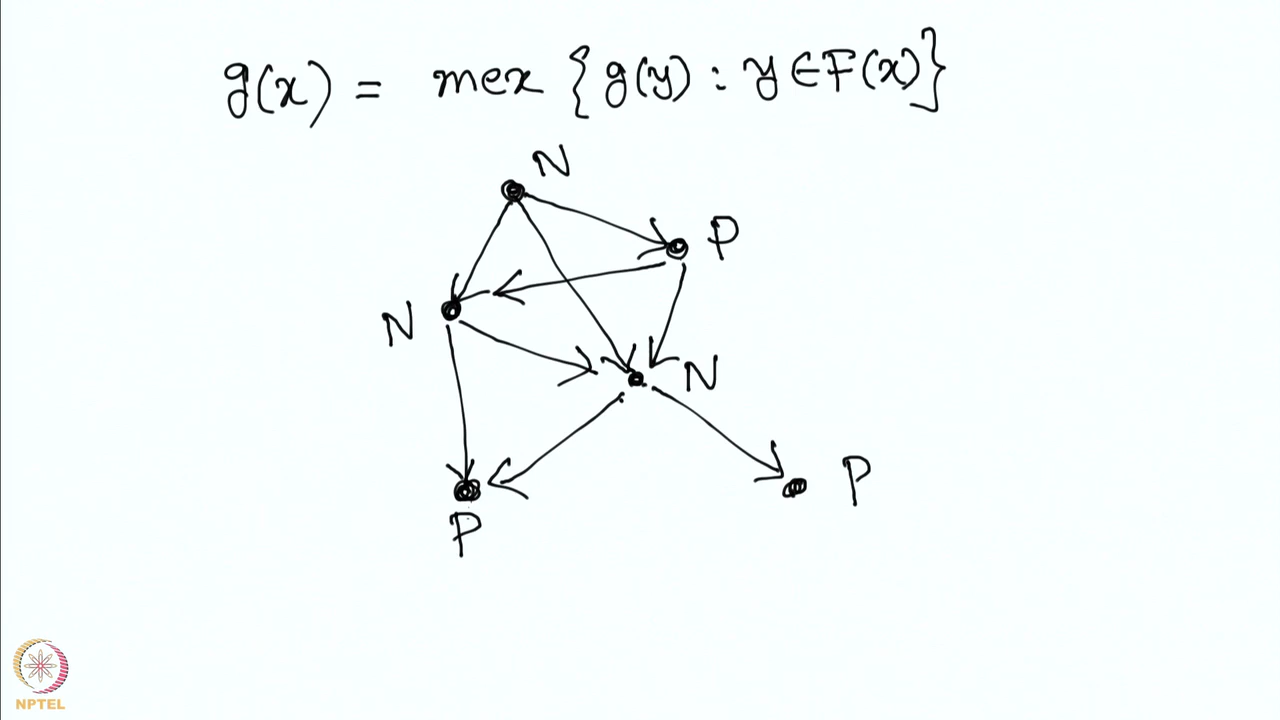 g(x) = mex {g(y) : y ∈ F(x)}
N
P
N
N
P
P
NPTEL